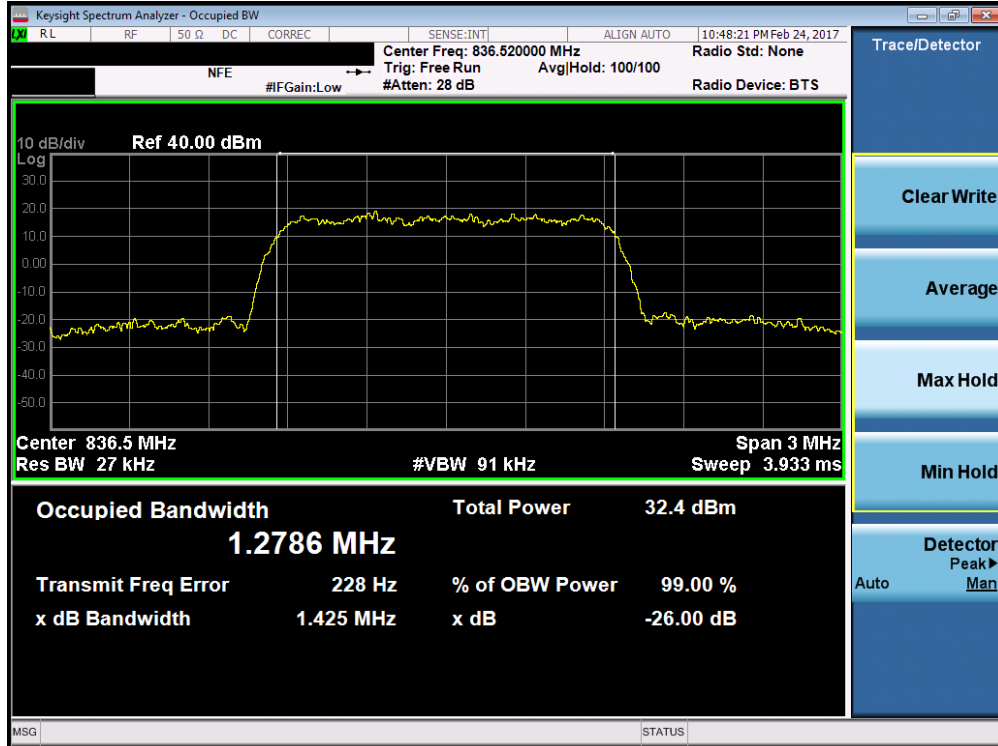 Keysight Spectrum Analyzer - Occupied BW
LXI RL RF 50 Ω DC CORREC SENSE:INT ALIGN AUTO 10:48:21 PM Feb 24, 2017
Center Freq: 836.520000 MHz Radio Std: None
NFE Trig: Free Run Avg|Hold: 100/100
#IFGain:Low #Atten: 28 dB Radio Device: BTS
Trace/Detector
10 dB/div Ref 40.00 dBm
Log
30.0
20.0
10.0
0.00
-10.0
-20.0
-30.0
-40.0
-50.0
Center 836.5 MHz Span 3 MHz
Res BW 27 kHz #VBW 91 kHz Sweep 3.933 ms
Occupied Bandwidth Total Power 32.4 dBm
1.2786 MHz
Transmit Freq Error 228 Hz % of OBW Power 99.00 %
x dB Bandwidth 1.425 MHz x dB -26.00 dB
Clear Write
Average
Max Hold
Min Hold
Detector
Peak▶
Auto Man
MSG STATUS